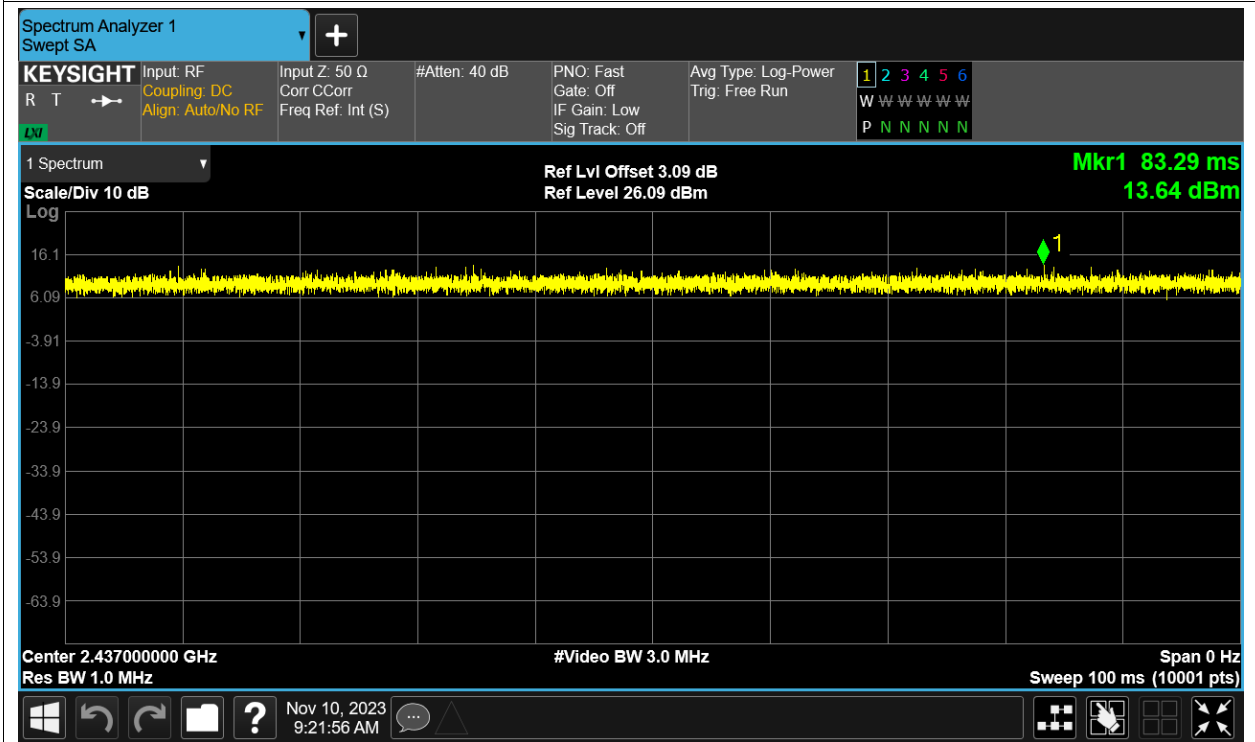 Spectrum Analyzer 1
Swept SA
+
KEYSIGHT
R T
LXI
Input: RF
Coupling: DC
Align: Auto/No RF
Input Z: 50 Ω
Corr CCorr
Freq Ref: Int (S)
#Atten: 40 dB
PNO: Fast
Gate: Off
IF Gain: Low
Sig Track: Off
Avg Type: Log-Power
Trig: Free Run
1 2 3 4 5 6
W W W W W W
P N N N N N
1 Spectrum
Scale/Div 10 dB
Log
Ref Lvl Offset 3.09 dB
Ref Level 26.09 dBm
Mkr1 83.29 ms
13.64 dBm
1
16.1
6.09
-3.91
-13.9
-23.9
-33.9
-43.9
-53.9
-63.9
Center 2.437000000 GHz
Res BW 1.0 MHz
#Video BW 3.0 MHz
Span 0 Hz
Sweep 100 ms (10001 pts)
?
Nov 10, 2023
9:21:56 AM